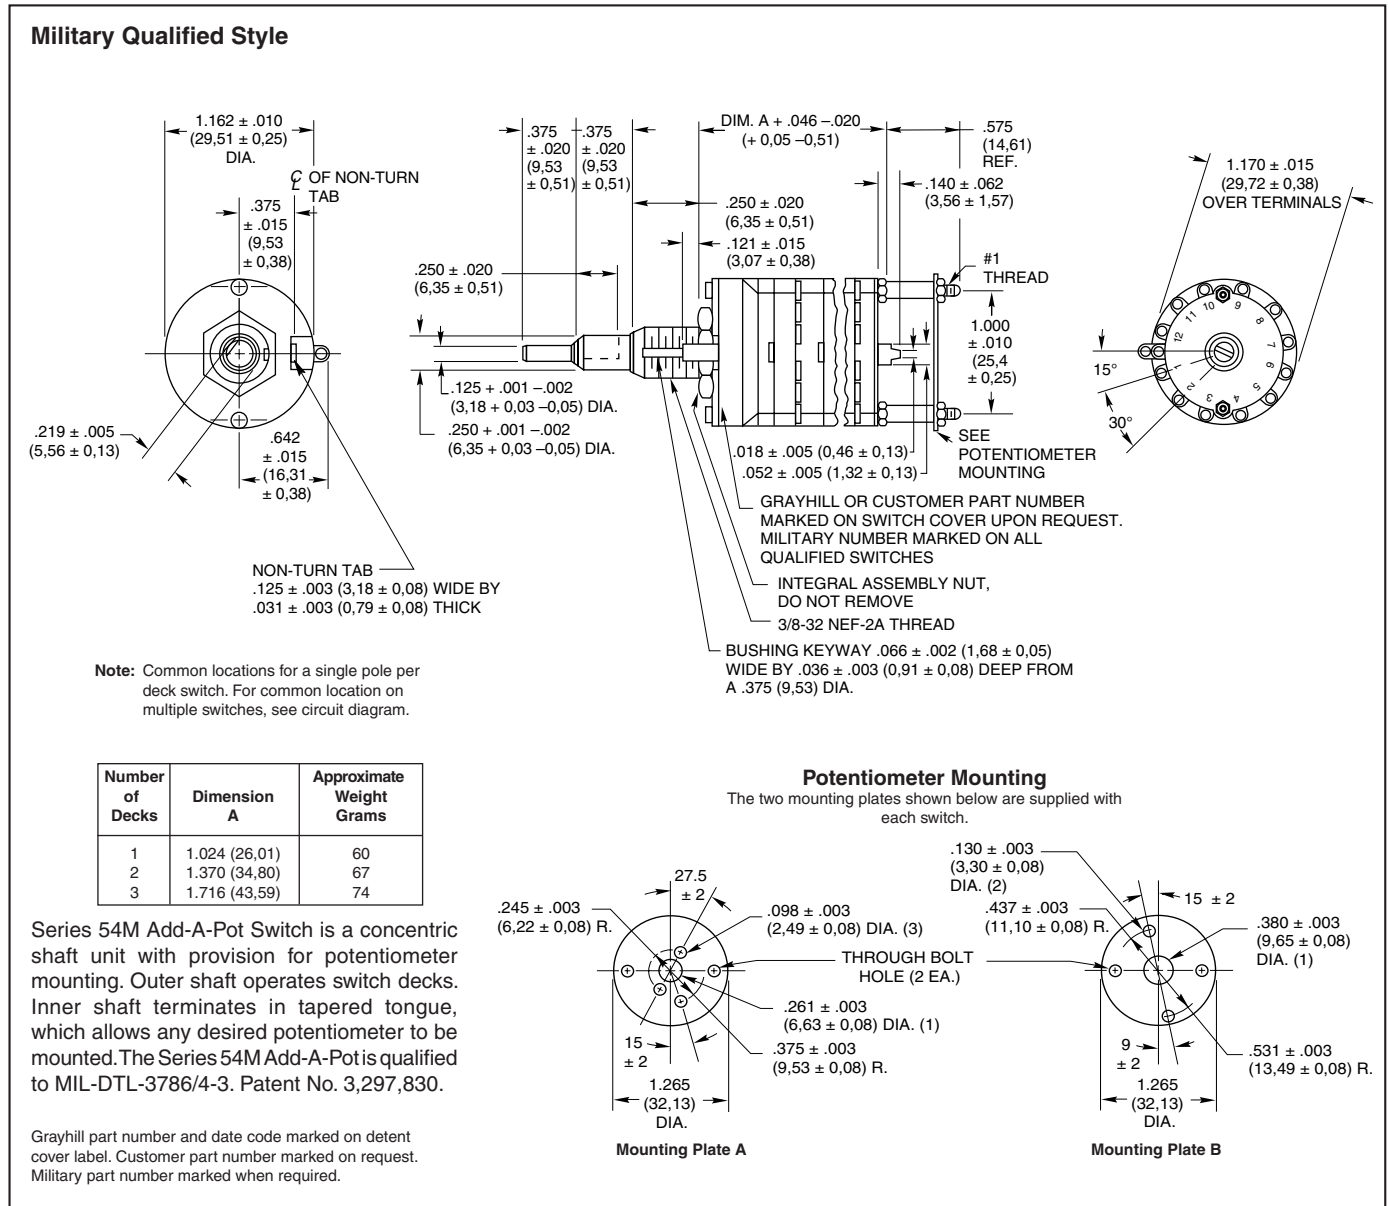 Military Qualified Style
1.162 ± .010
(29,51 ± 0,25)
DIA.
℄ OF NON-TURN
TAB
.375
± .015
(9,53
± 0,38)
.219 ± .005
(5,56 ± 0,13)
.642
± .015
(16,31
± 0,38)
NON-TURN TAB
.125 ± .003 (3,18 ± 0,08) WIDE BY
.031 ± .003 (0,79 ± 0,08) THICK
.375
± .020
(9,53
± 0,51)
.375
± .020
(9,53
± 0,51)
DIM. A + .046 –.020
(+ 0,05 –0,51)
.575
(14,61)
REF.
.140 ± .062
(3,56 ± 1,57)
.250 ± .020
(6,35 ± 0,51)
.121 ± .015
(3,07 ± 0,38)
.250 ± .020
(6,35 ± 0,51)
#1
THREAD
1.000
± .010
(25,4
± 0,25)
.125 + .001 –.002
(3,18 + 0,03 –0,05) DIA.
.250 + .001 –.002
(6,35 + 0,03 –0,05) DIA.
.018 ± .005 (0,46 ± 0,13)
.052 ± .005 (1,32 ± 0,13)
SEE
POTENTIOMETER
MOUNTING
GRAYHILL OR CUSTOMER PART NUMBER
MARKED ON SWITCH COVER UPON REQUEST.
MILITARY NUMBER MARKED ON ALL
QUALIFIED SWITCHES
INTEGRAL ASSEMBLY NUT,
DO NOT REMOVE
3/8-32 NEF-2A THREAD
BUSHING KEYWAY .066 ± .002 (1,68 ± 0,05)
WIDE BY .036 ± .003 (0,91 ± 0,08) DEEP FROM
A .375 (9,53) DIA.
1.170 ± .015
(29,72 ± 0,38)
OVER TERMINALS
1
2
3
4
5
6
7
8
9
10
11
12
15°
30°
Note: Common locations for a single pole per
deck switch. For common location on
multiple switches, see circuit diagram.
Number of Decks Dimension A Approximate Weight Grams
1 1.024 (26,01) 60
2 1.370 (34,80) 67
3 1.716 (43,59) 74
Series 54M Add-A-Pot Switch is a concentric
shaft unit with provision for potentiometer
mounting. Outer shaft operates switch decks.
Inner shaft terminates in tapered tongue,
which allows any desired potentiometer to be
mounted. The Series 54M Add-A-Pot is qualified
to MIL-DTL-3786/4-3. Patent No. 3,297,830.
Grayhill part number and date code marked on detent
cover label. Customer part number marked on request.
Military part number marked when required.
Potentiometer Mounting
The two mounting plates shown below are supplied with
each switch.
27.5
± 2
.245 ± .003
(6,22 ± 0,08) R.
.098 ± .003
(2,49 ± 0,08) DIA. (3)
THROUGH BOLT
HOLE (2 EA.)
.261 ± .003
(6,63 ± 0,08) DIA. (1)
15
± 2
.375 ± .003
(9,53 ± 0,08) R.
1.265
(32,13)
DIA.
Mounting Plate A
.130 ± .003
(3,30 ± 0,08)
DIA. (2)
15 ± 2
.437 ± .003
(11,10 ± 0,08) R.
.380 ± .003
(9,65 ± 0,08)
DIA. (1)
9
± 2
.531 ± .003
(13,49 ± 0,08) R.
1.265
(32,13)
DIA.
Mounting Plate B